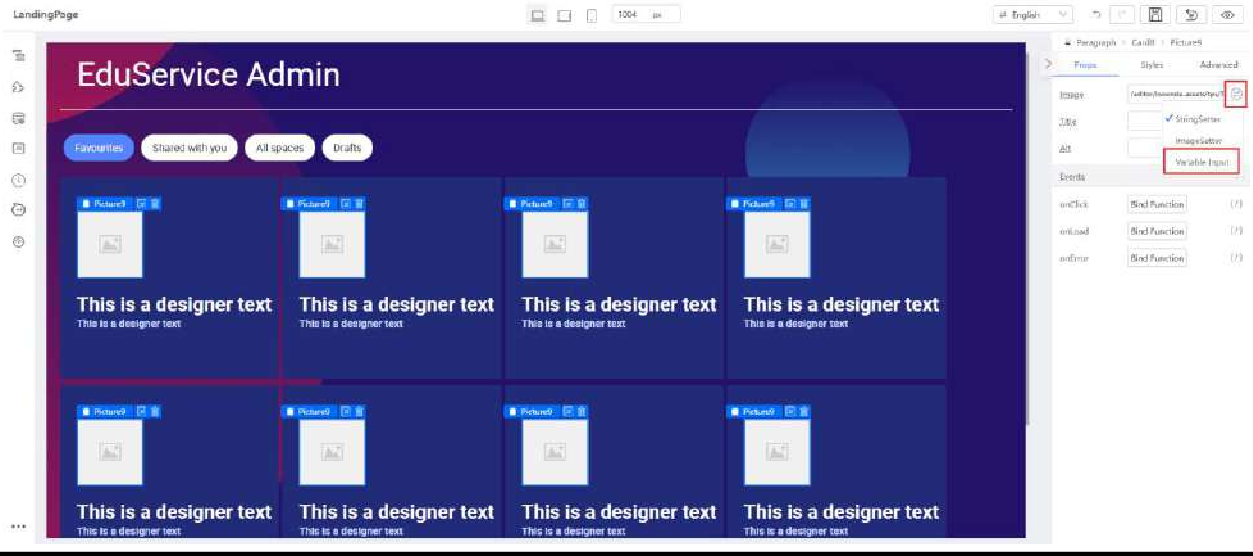 LandingPage
1004 px
English
Paragraph
Card8
Picture9
Props
Styles
Advanced
EduService Admin
Image
Title
StringSetter
ImageSetter
Alt
Variable Input
Favourites
Shared with you
All spaces
Drafts
Events
Picture9
Picture9
Picture9
Picture9
onClick
Bind Function
onLoad
Bind Function
onError
Bind Function
This is a designer text
This is a designer text
This is a designer text
This is a designer text
This is a designer text
This is a designer text
This is a designer text
This is a designer text
Picture9
Picture9
Picture9
Picture9
This is a designer text
This is a designer text
This is a designer text
This is a designer text
This is a designer text
This is a designer text
This is a designer text
This is a designer text